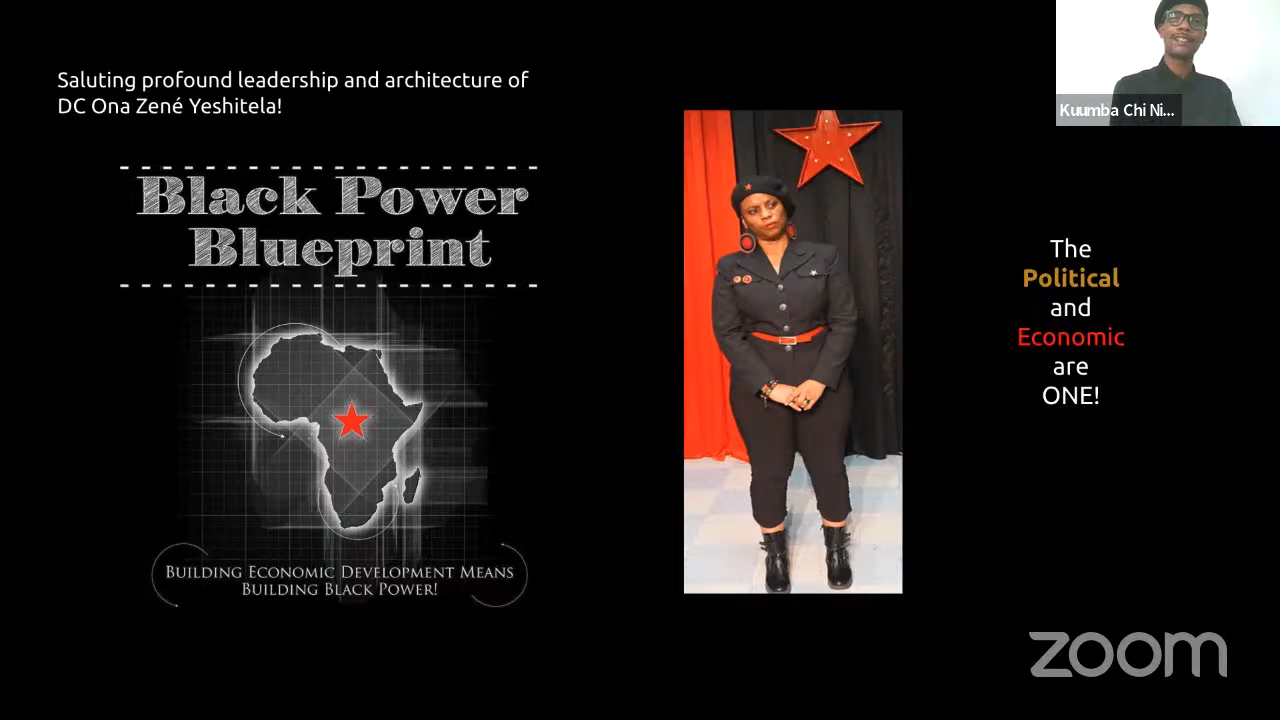 Saluting profound leadership and architecture of
DC Ona Zené Yeshitela!
Black Power
Blueprint
BUILDING ECONOMIC DEVELOPMENT MEANS
BUILDING BLACK POWER!
The
Political
and
Economic
are
ONE!
Kuumba Chi Ni...
zoom